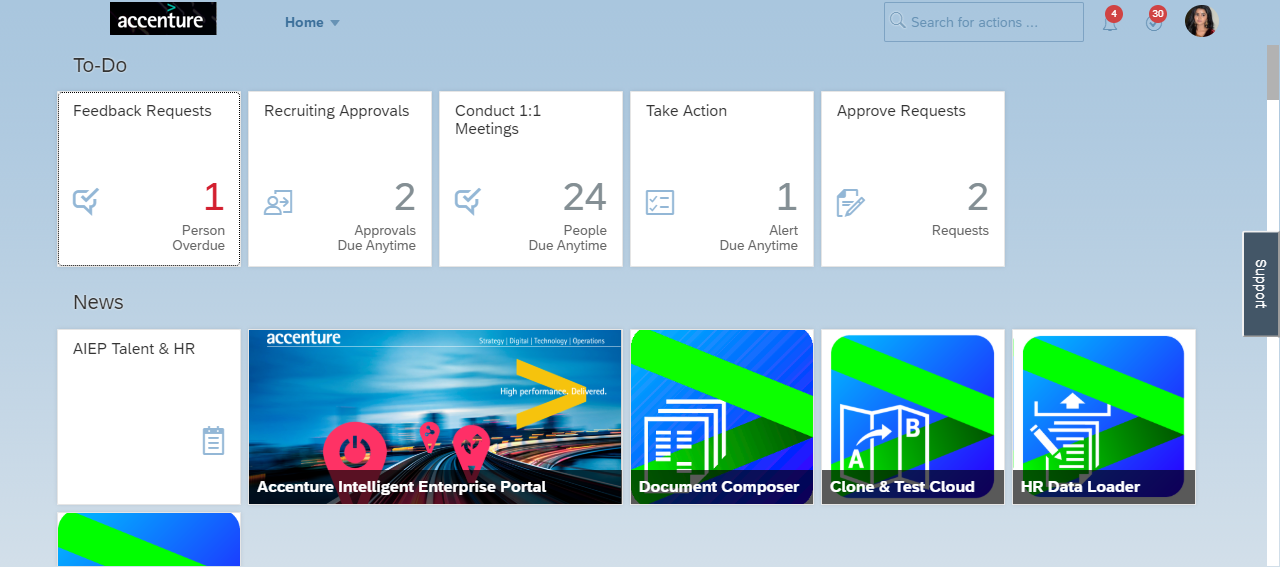 accenture
Home
Search for actions ...
4
30
To-Do
Feedback Requests
1
Person
Overdue
Recruiting Approvals
2
Approvals
Due Anytime
Conduct 1:1
Meetings
24
People
Due Anytime
Take Action
1
Alert
Due Anytime
Approve Requests
2
Requests
Support
News
AIEP Talent & HR
accenture
Strategy | Digital | Technology | Operations
High performance. Delivered.
Accenture Intelligent Enterprise Portal
Document Composer
A
B
Clone & Test Cloud
HR Data Loader